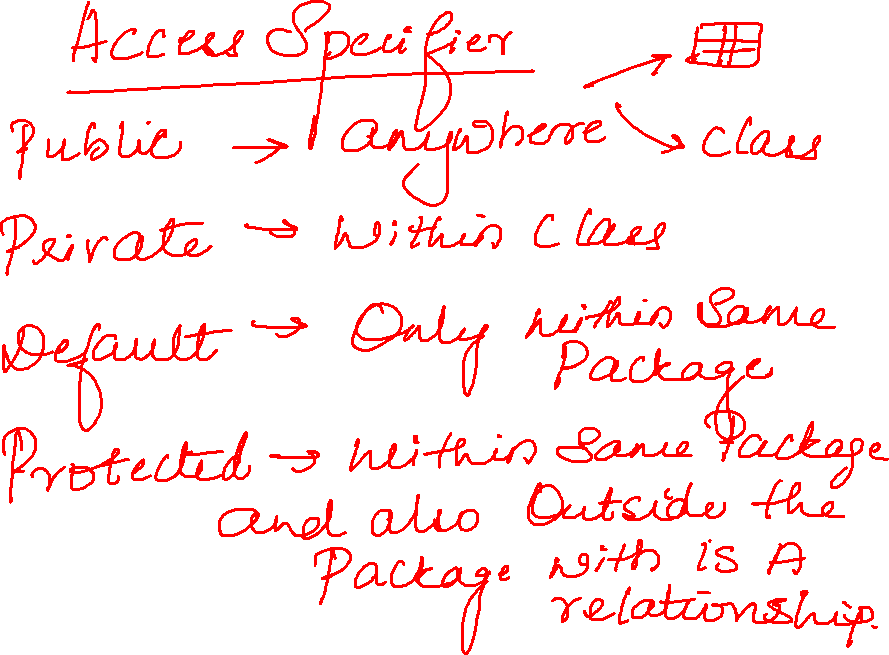 Access Specifier
Public → anywhere → class
Private → within class
Default → Only within Same
Package
Protected → within Same Package
and also Outside the
Package with is A
relationship.